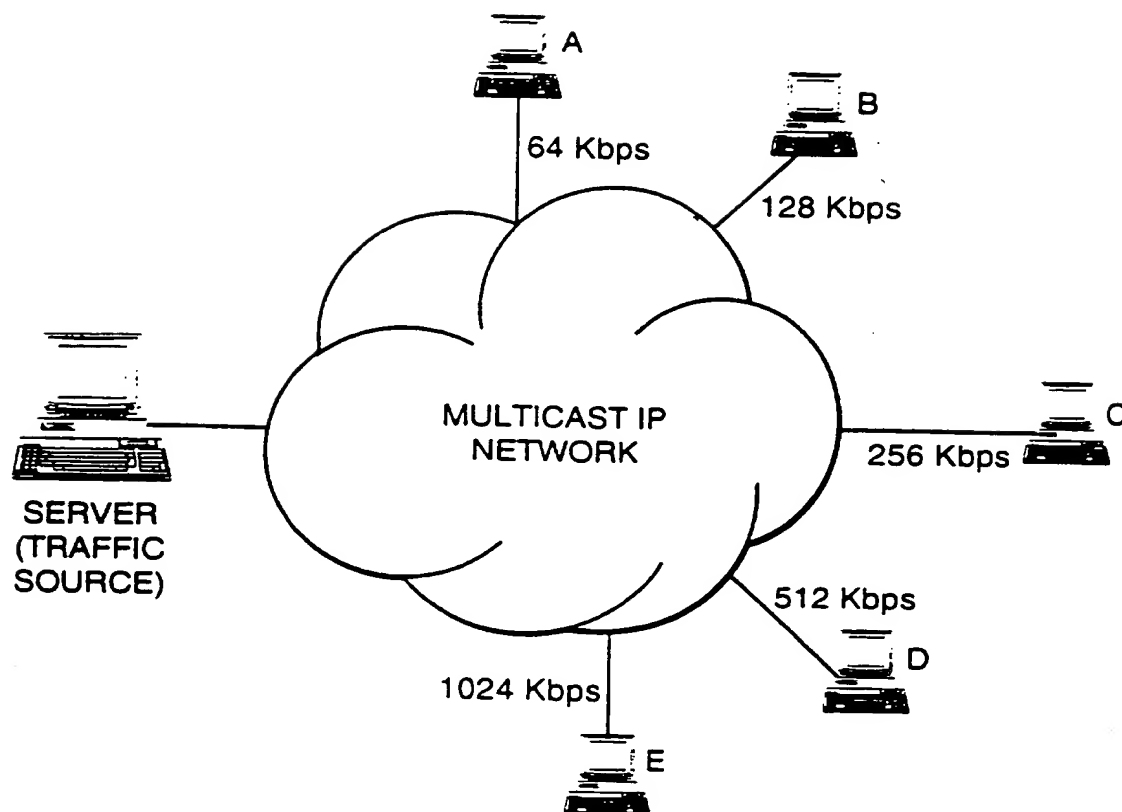 A
64 Kbps
B
128 Kbps
MULTICAST IP
NETWORK
C
256 Kbps
SERVER
(TRAFFIC
SOURCE)
512 Kbps
D
1024 Kbps
E